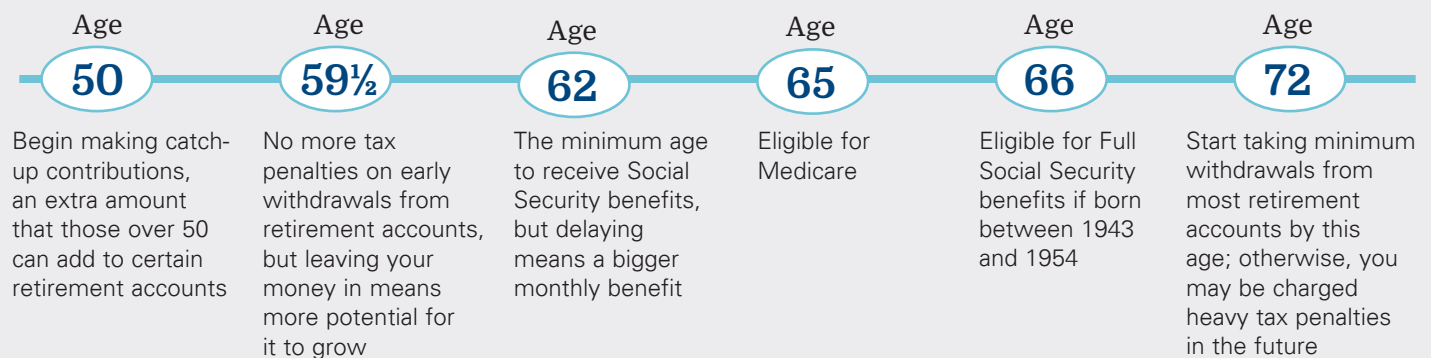 Age
50
Begin making catch-
up contributions,
an extra amount
that those over 50
can add to certain
retirement accounts
Age
59½
No more tax
penalties on early
withdrawals from
retirement accounts,
but leaving your
money in means
more potential for
it to grow
Age
62
The minimum age
to receive Social
Security benefits,
but delaying
means a bigger
monthly benefit
Age
65
Eligible for
Medicare
Age
66
Eligible for Full
Social Security
benefits if born
between 1943
and 1954
Age
72
Start taking minimum
withdrawals from
most retirement
accounts by this
age; otherwise, you
may be charged
heavy tax penalties
in the future